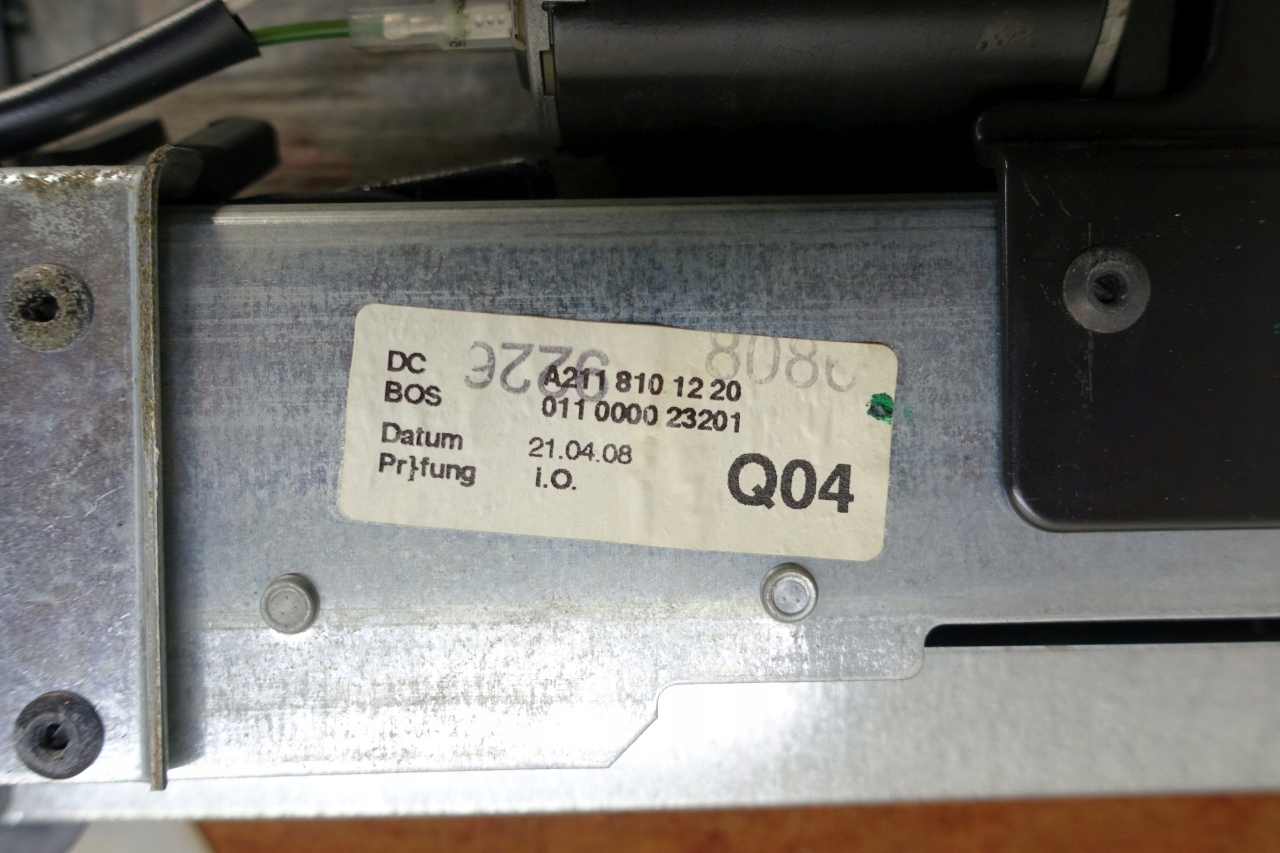 DC A211 810 12 20
BOS 011 0000 23201
Datum 21.04.08
Pr}fung i.O.
Q04